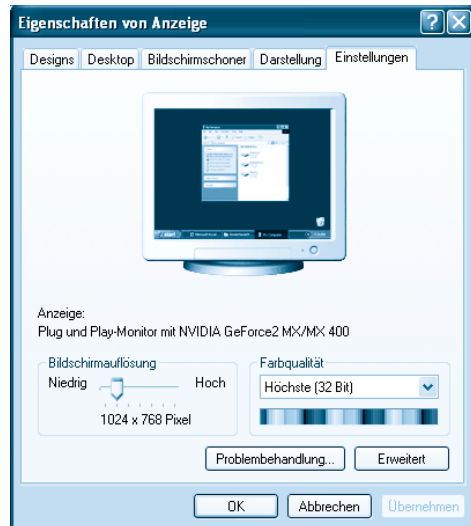 Eigenschaften von Anzeige
Designs Desktop Bildschirmschoner Darstellung Einstellungen
Anzeige:
Plug und Play-Monitor mit NVIDIA GeForce2 MX/MX 400
Bildschirmauflösung
Niedrig Hoch
1024 x 768 Pixel
Farbqualität
Höchste (32 Bit)
Problembehandlung... Erweitert
OK Abbrechen Übernehmen